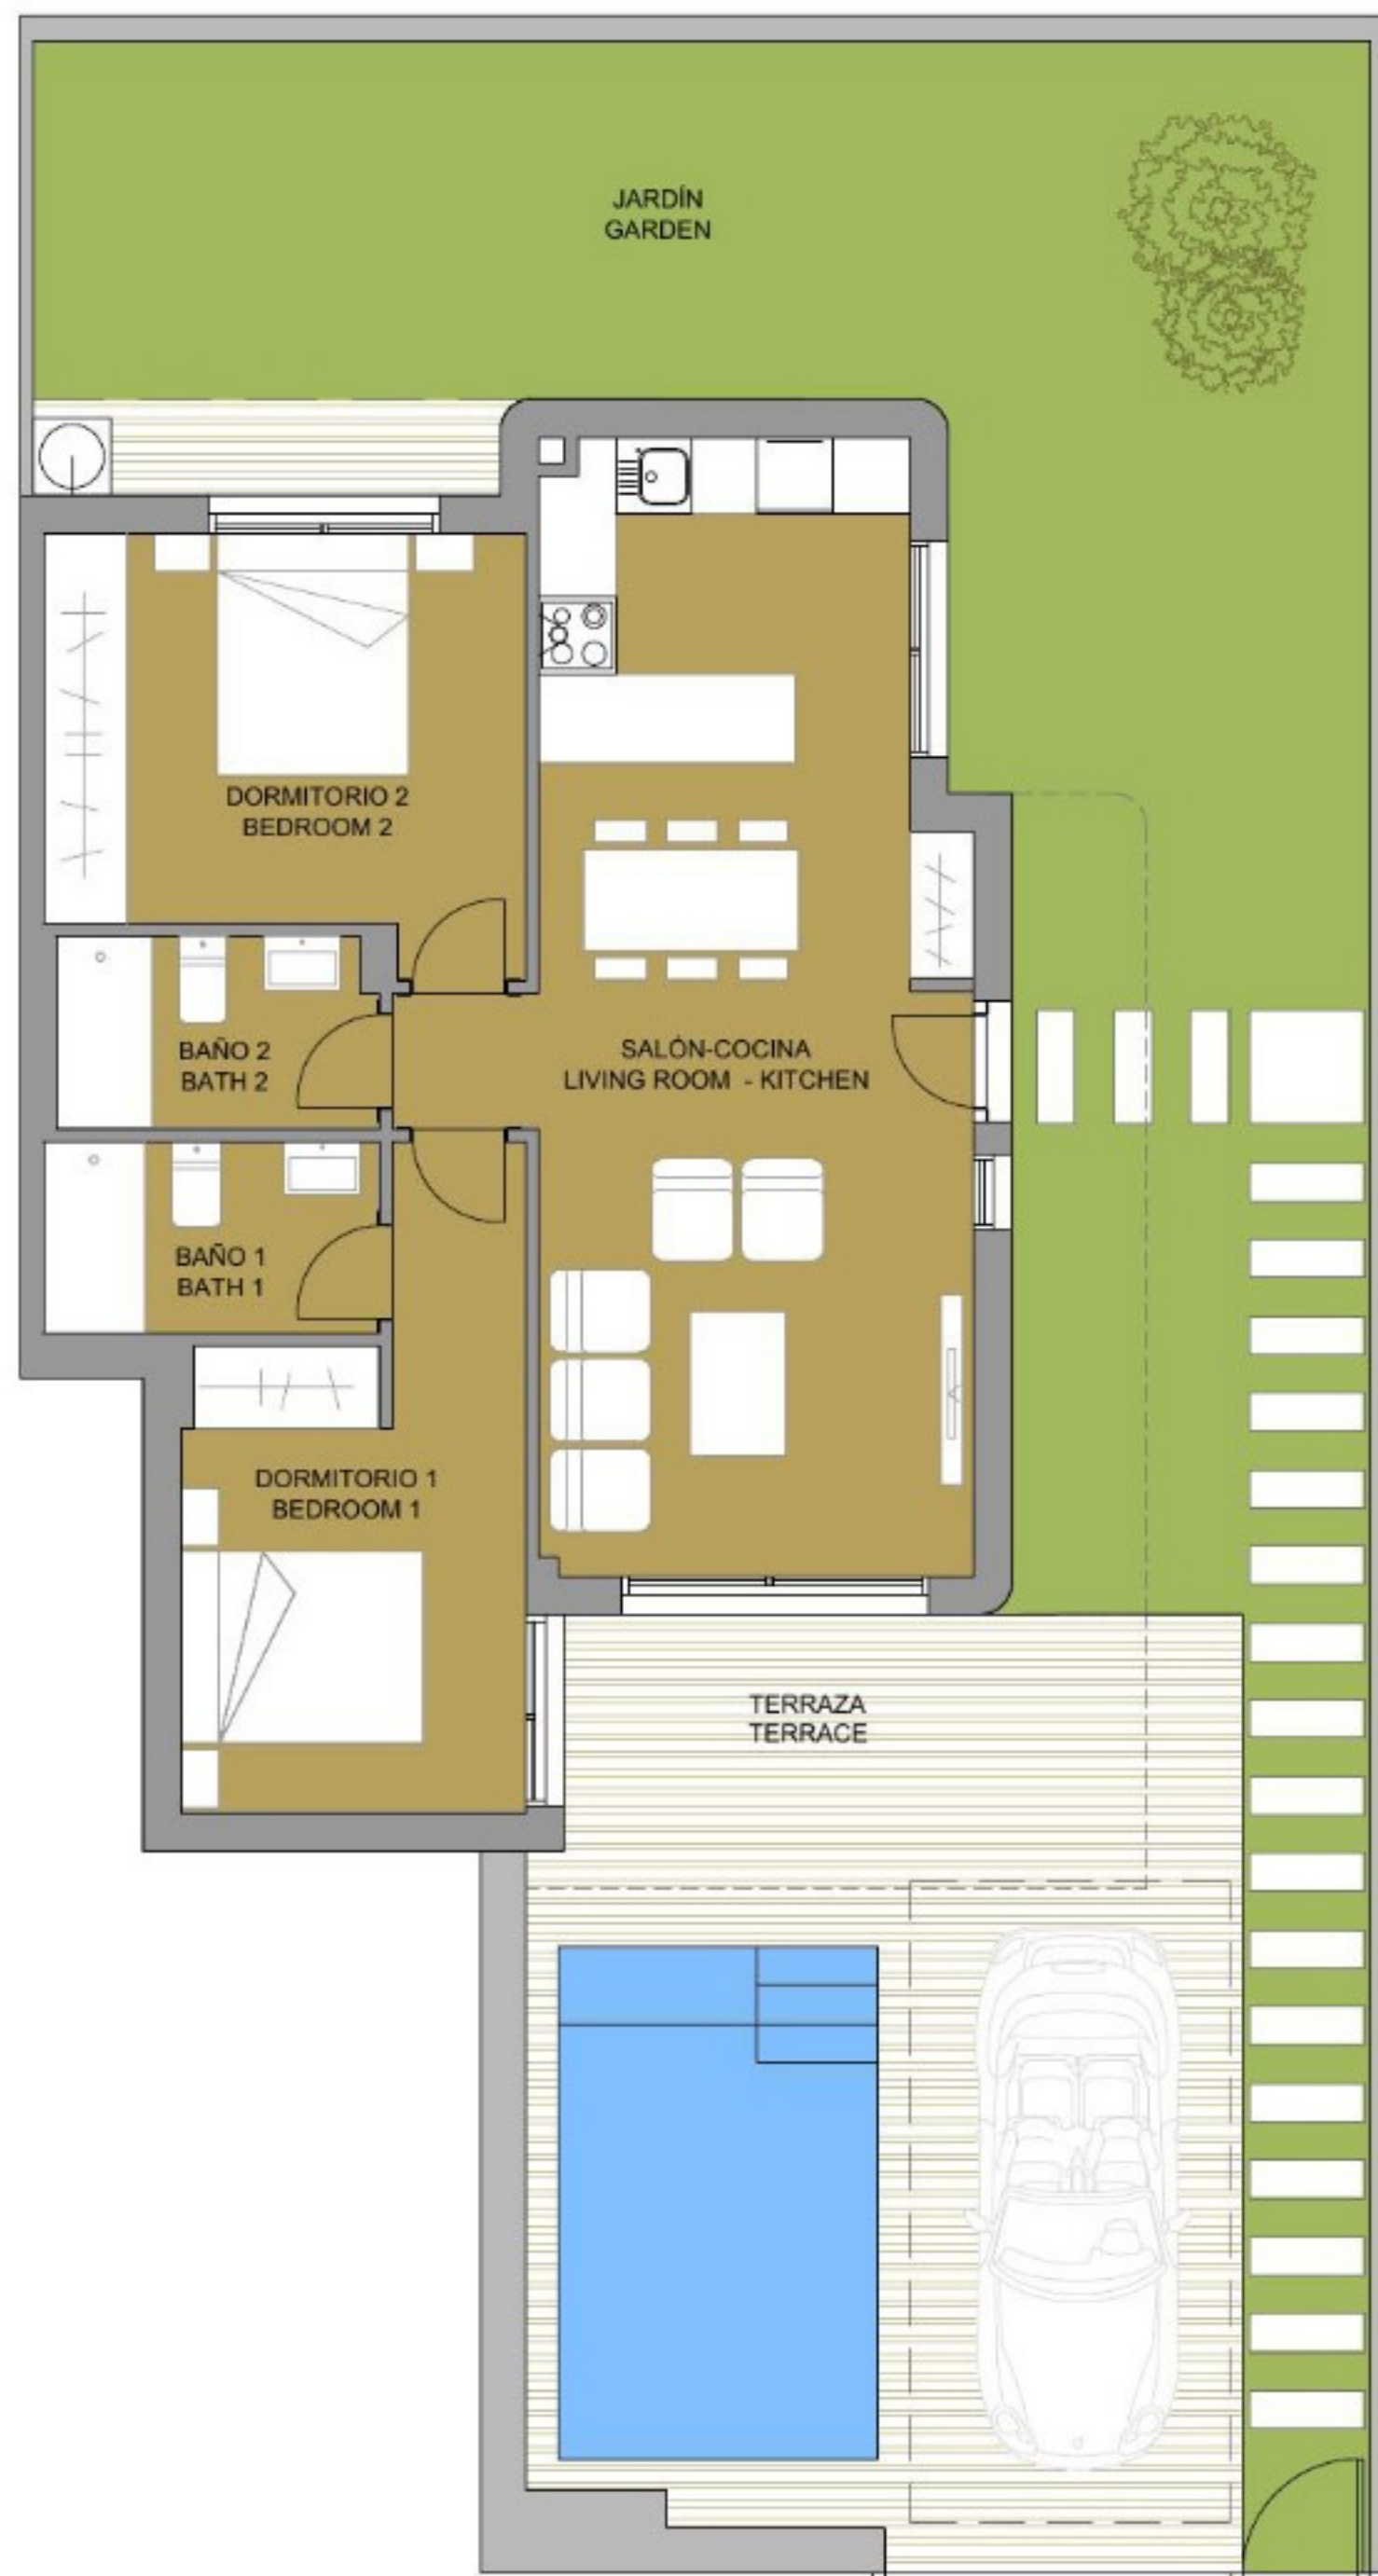 JARDÍN
GARDEN
DORMITORIO 2
BEDROOM 2
BAÑO 2
BATH 2
SALÓN-COCINA
LIVING ROOM - KITCHEN
BAÑO 1
BATH 1
DORMITORIO 1
BEDROOM 1
TERRAZA
TERRACE